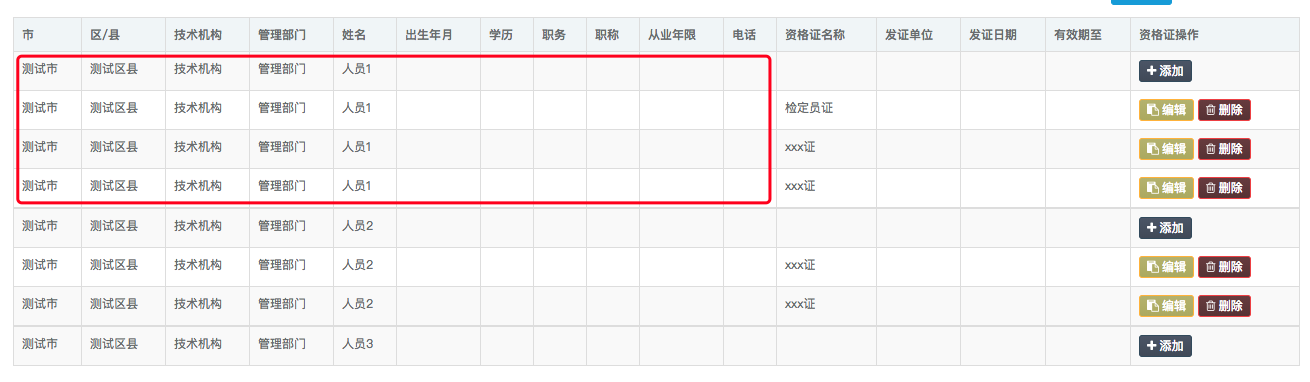 市 区/县 技术机构 管理部门 姓名 出生年月 学历 职务 职称 从业年限 电话 资格证名称 发证单位 发证日期 有效期至 资格证操作
测试市 测试区县 技术机构 管理部门 人员1 添加
测试市 测试区县 技术机构 管理部门 人员1 检定员证 编辑 删除
测试市 测试区县 技术机构 管理部门 人员1 xxx证 编辑 删除
测试市 测试区县 技术机构 管理部门 人员1 xxx证 编辑 删除
测试市 测试区县 技术机构 管理部门 人员2 添加
测试市 测试区县 技术机构 管理部门 人员2 xxx证 编辑 删除
测试市 测试区县 技术机构 管理部门 人员2 xxx证 编辑 删除
测试市 测试区县 技术机构 管理部门 人员3 添加